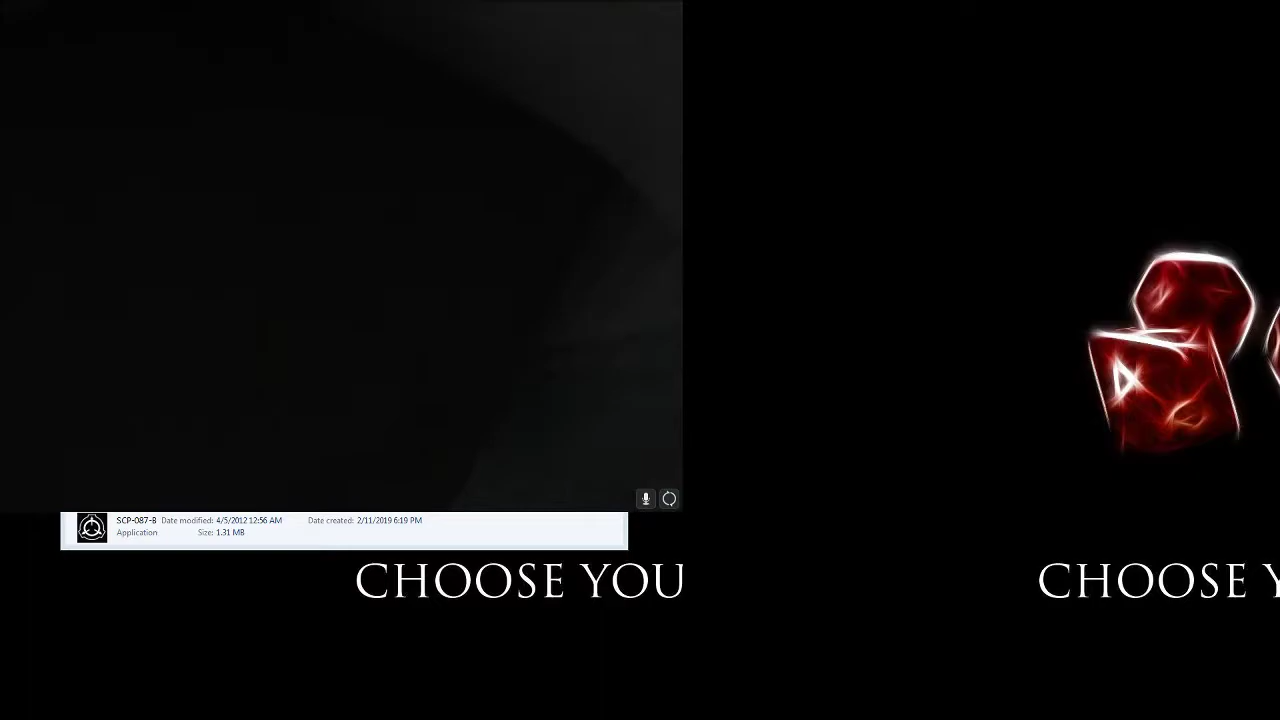 SCP-087-B Date modified: 4/5/2012 12:56 AM Date created: 2/11/2019 6:19 PM
Application Size: 1.31 MB
CHOOSE YOU
CHOOSE Y